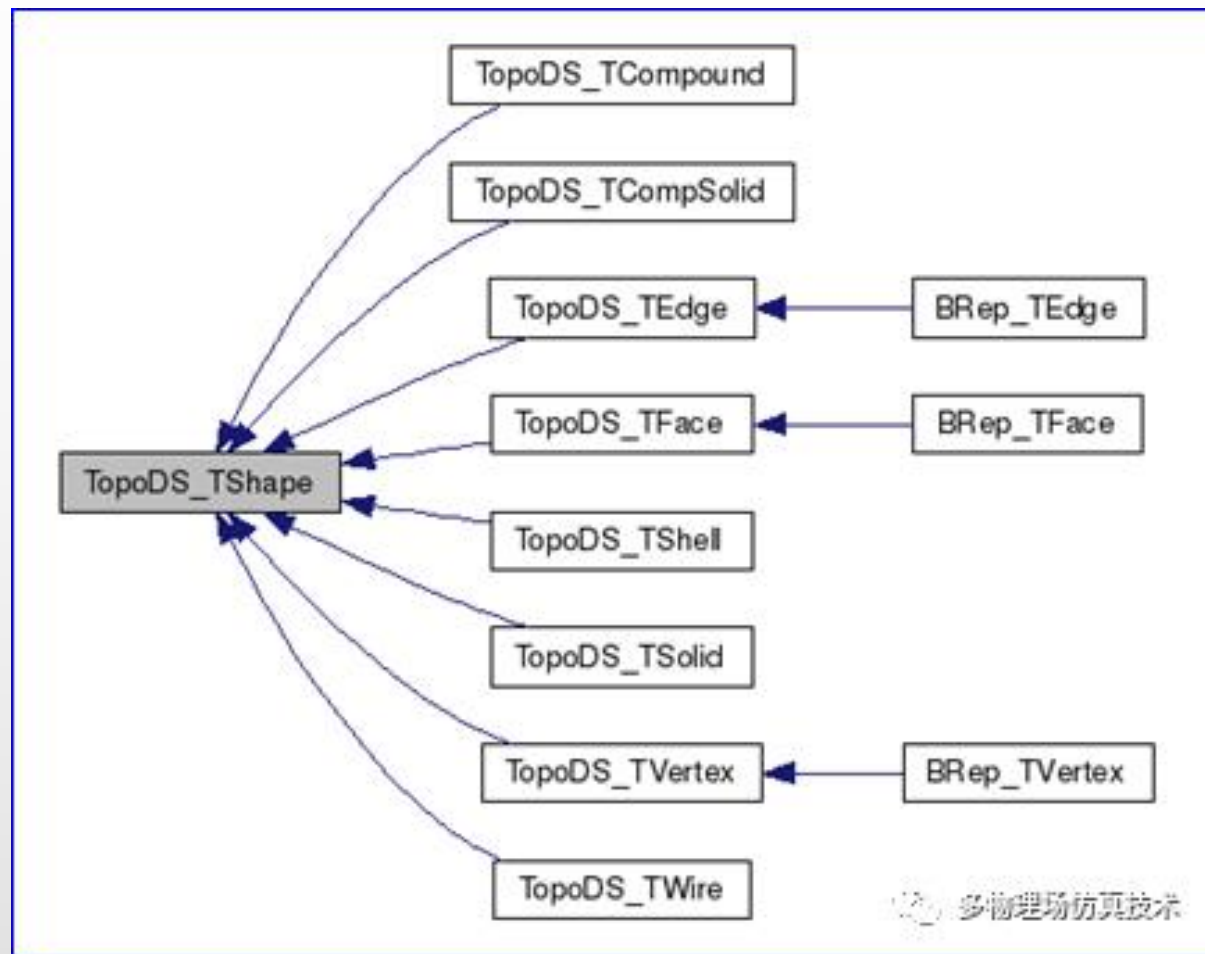 TopoDS_TCompound
TopoDS_TCompSolid
TopoDS_TEdge
BRep_TEdge
TopoDS_TFace
BRep_TFace
TopoDS_TShape
TopoDS_TShell
TopoDS_TSolid
TopoDS_TVertex
BRep_TVertex
TopoDS_TWire
多物理场仿真技术